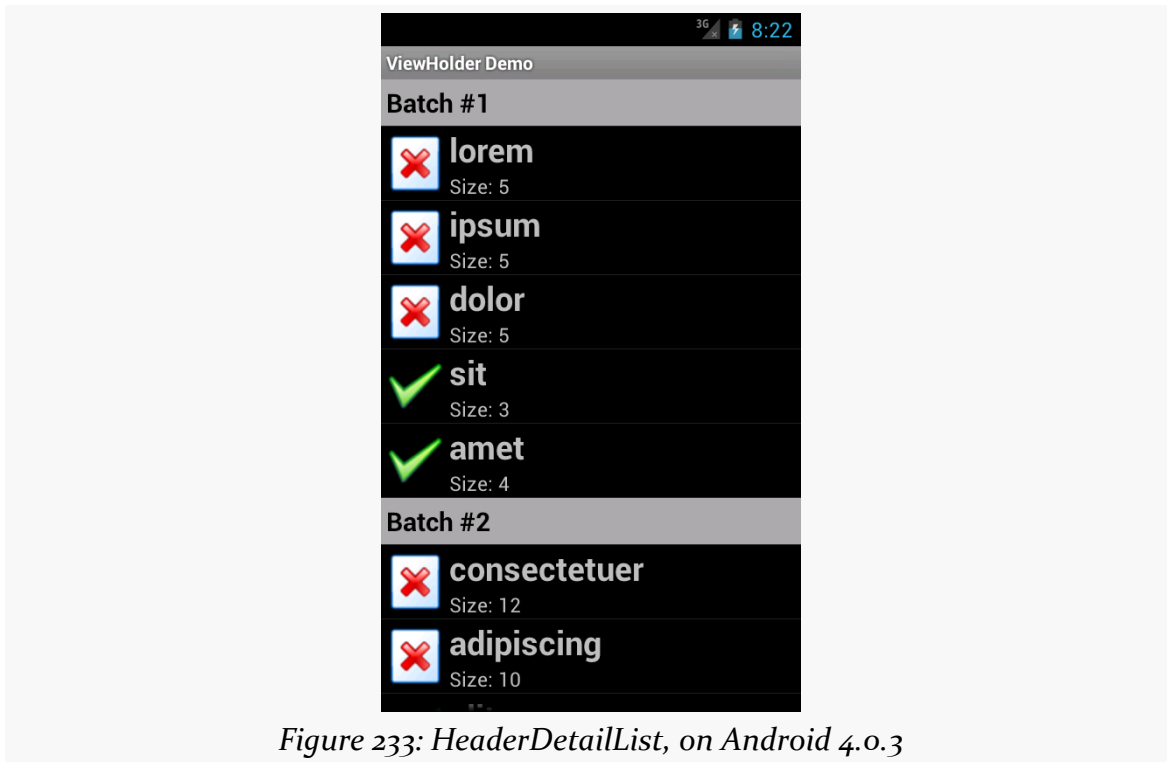 3G 8:22
ViewHolder Demo
Batch #1
lorem
Size: 5
ipsum
Size: 5
dolor
Size: 5
sit
Size: 3
amet
Size: 4
Batch #2
consectetuer
Size: 12
adipiscing
Size: 10
Figure 233: HeaderDetailList, on Android 4.0.3